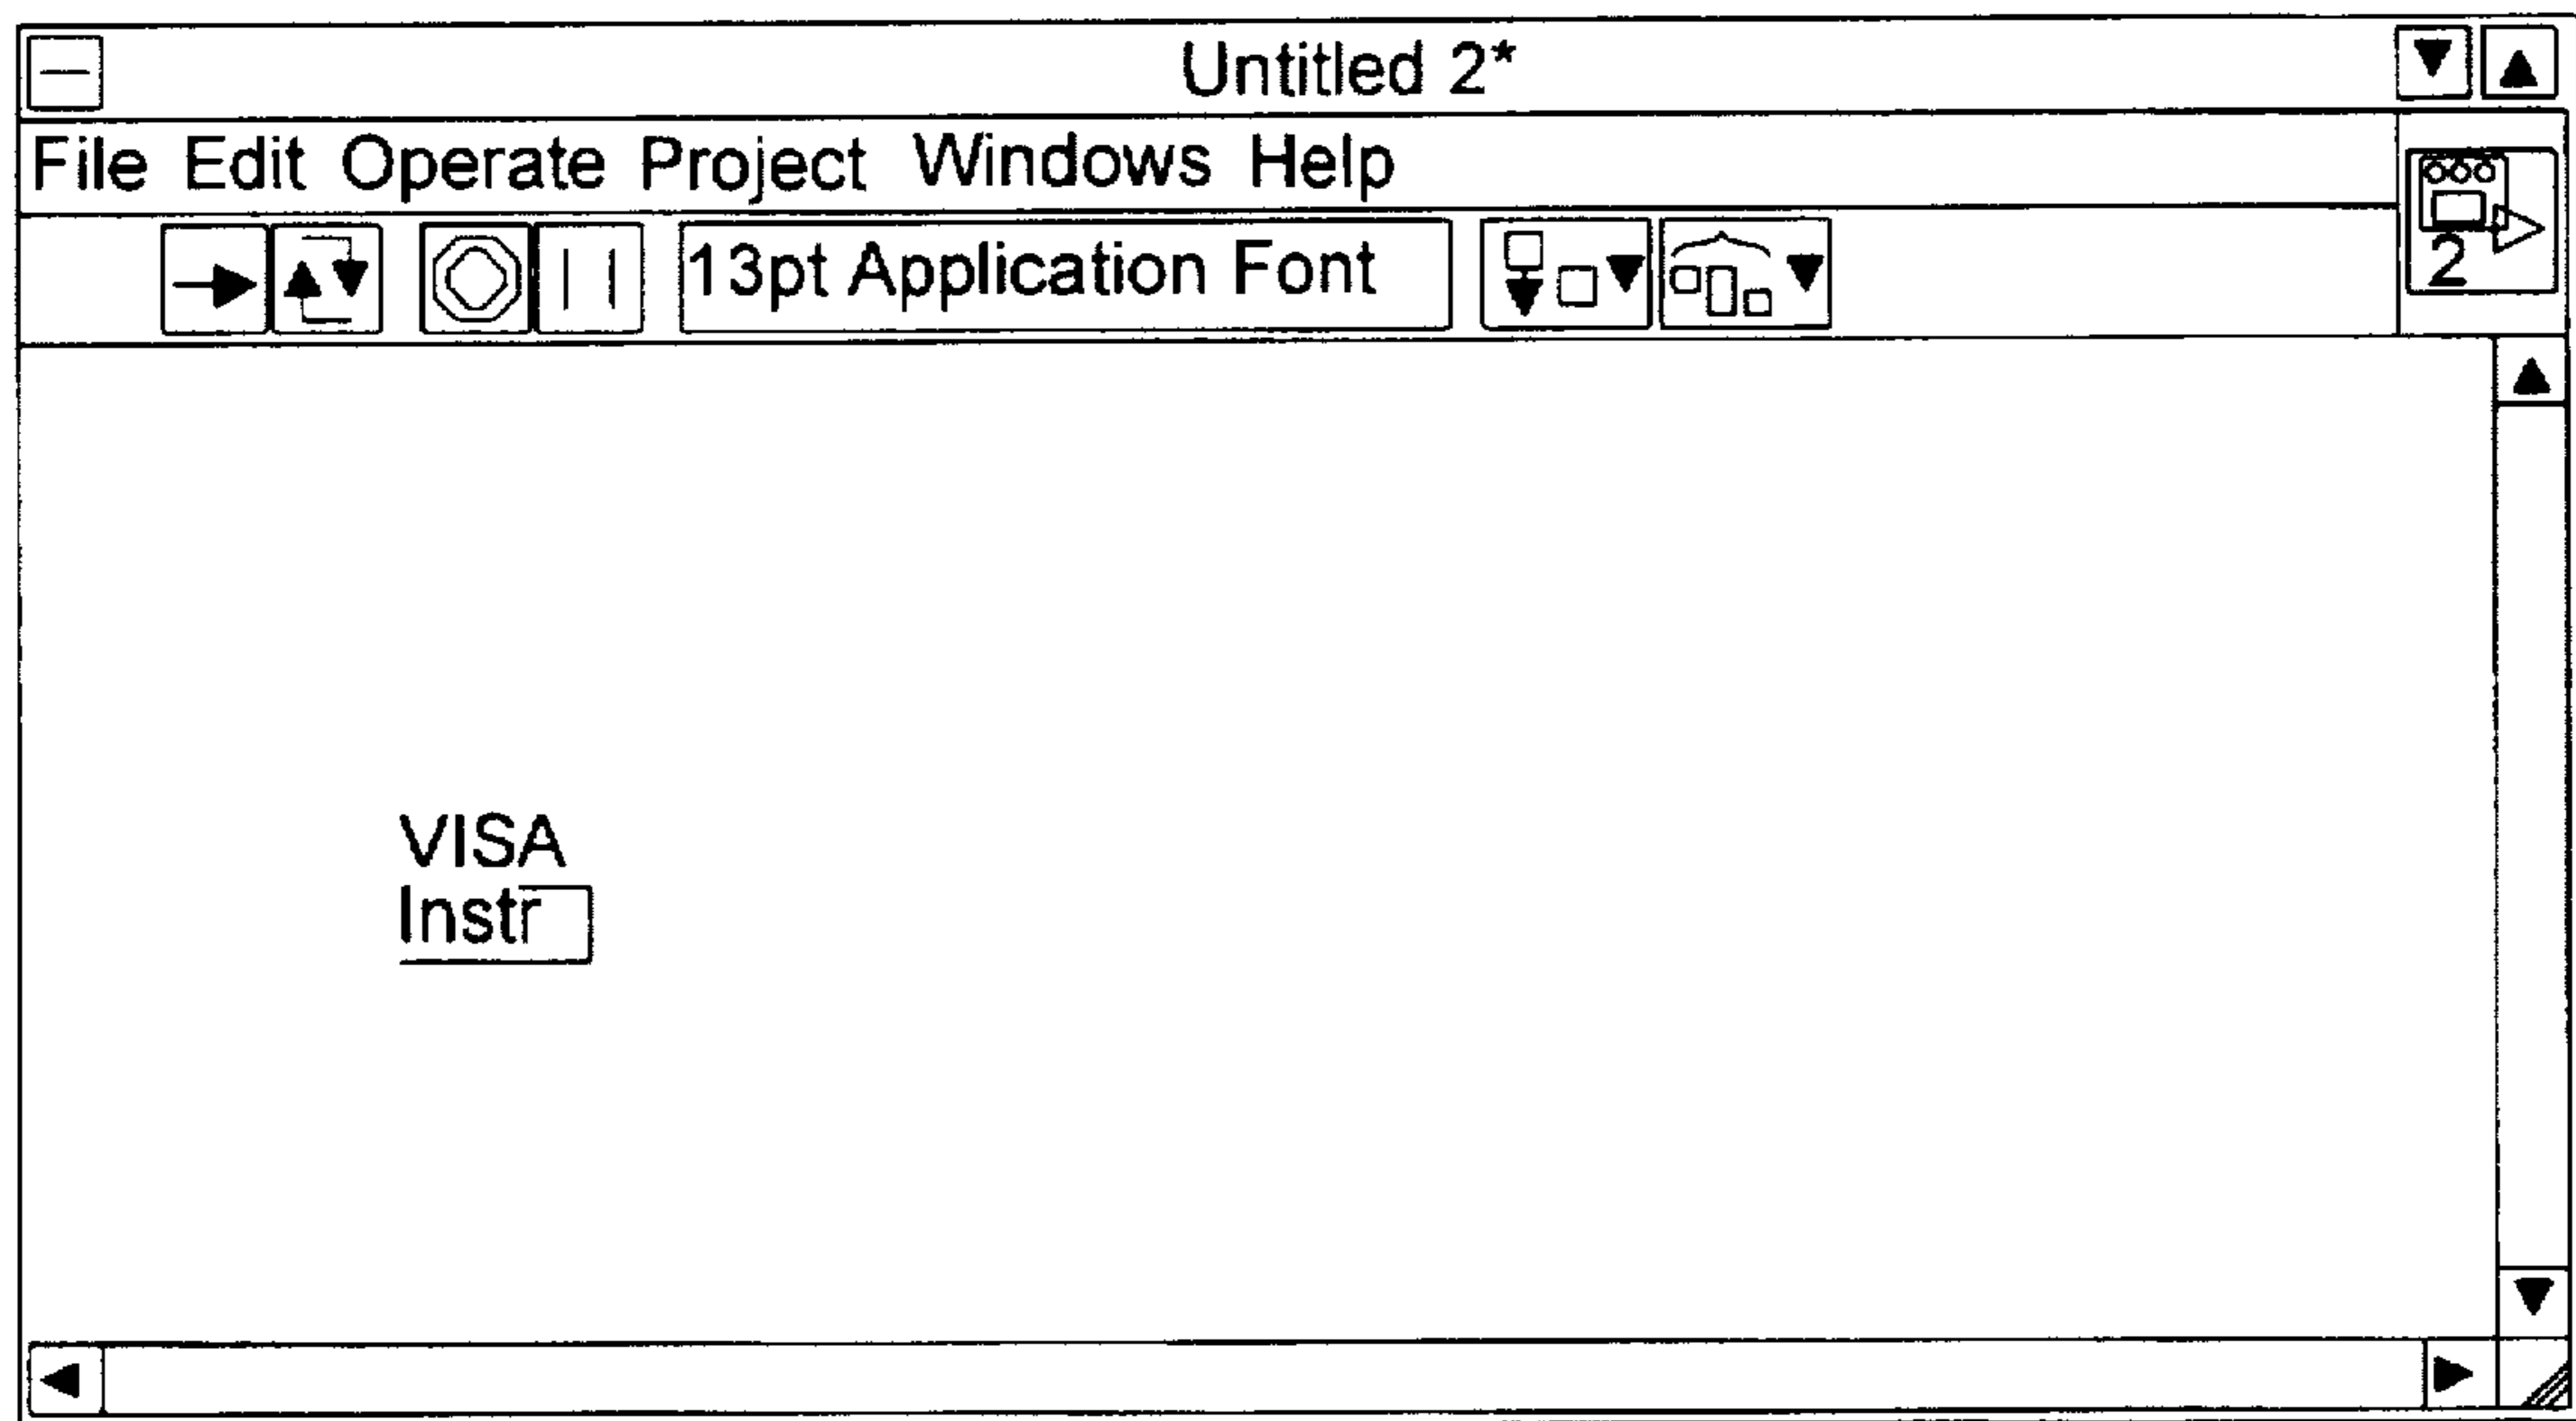 Untitled 2*
File Edit Operate Project Windows Help
13pt Application Font
2
VISA
Instr